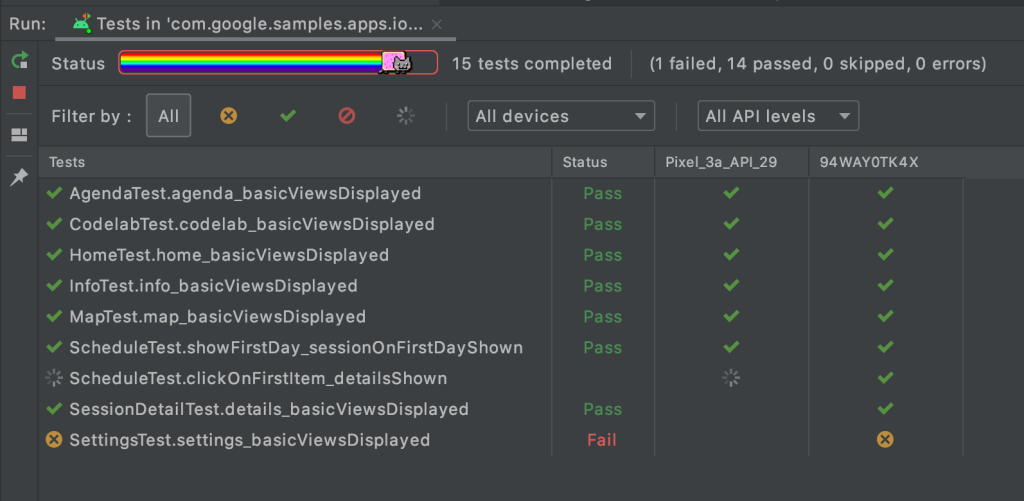 Run: Tests in 'com.google.samples.apps.io...
Status 15 tests completed (1 failed, 14 passed, 0 skipped, 0 errors)
Filter by : All All devices All API levels
Tests Status Pixel_3a_API_29 94WAY0TK4X
AgendaTest.agenda_basicViewsDisplayed Pass
CodelabTest.codelab_basicViewsDisplayed Pass
HomeTest.home_basicViewsDisplayed Pass
InfoTest.info_basicViewsDisplayed Pass
MapTest.map_basicViewsDisplayed Pass
ScheduleTest.showFirstDay_sessionOnFirstDayShown Pass
ScheduleTest.clickOnFirstItem_detailsShown
SessionDetailTest.details_basicViewsDisplayed Pass
SettingsTest.settings_basicViewsDisplayed Fail